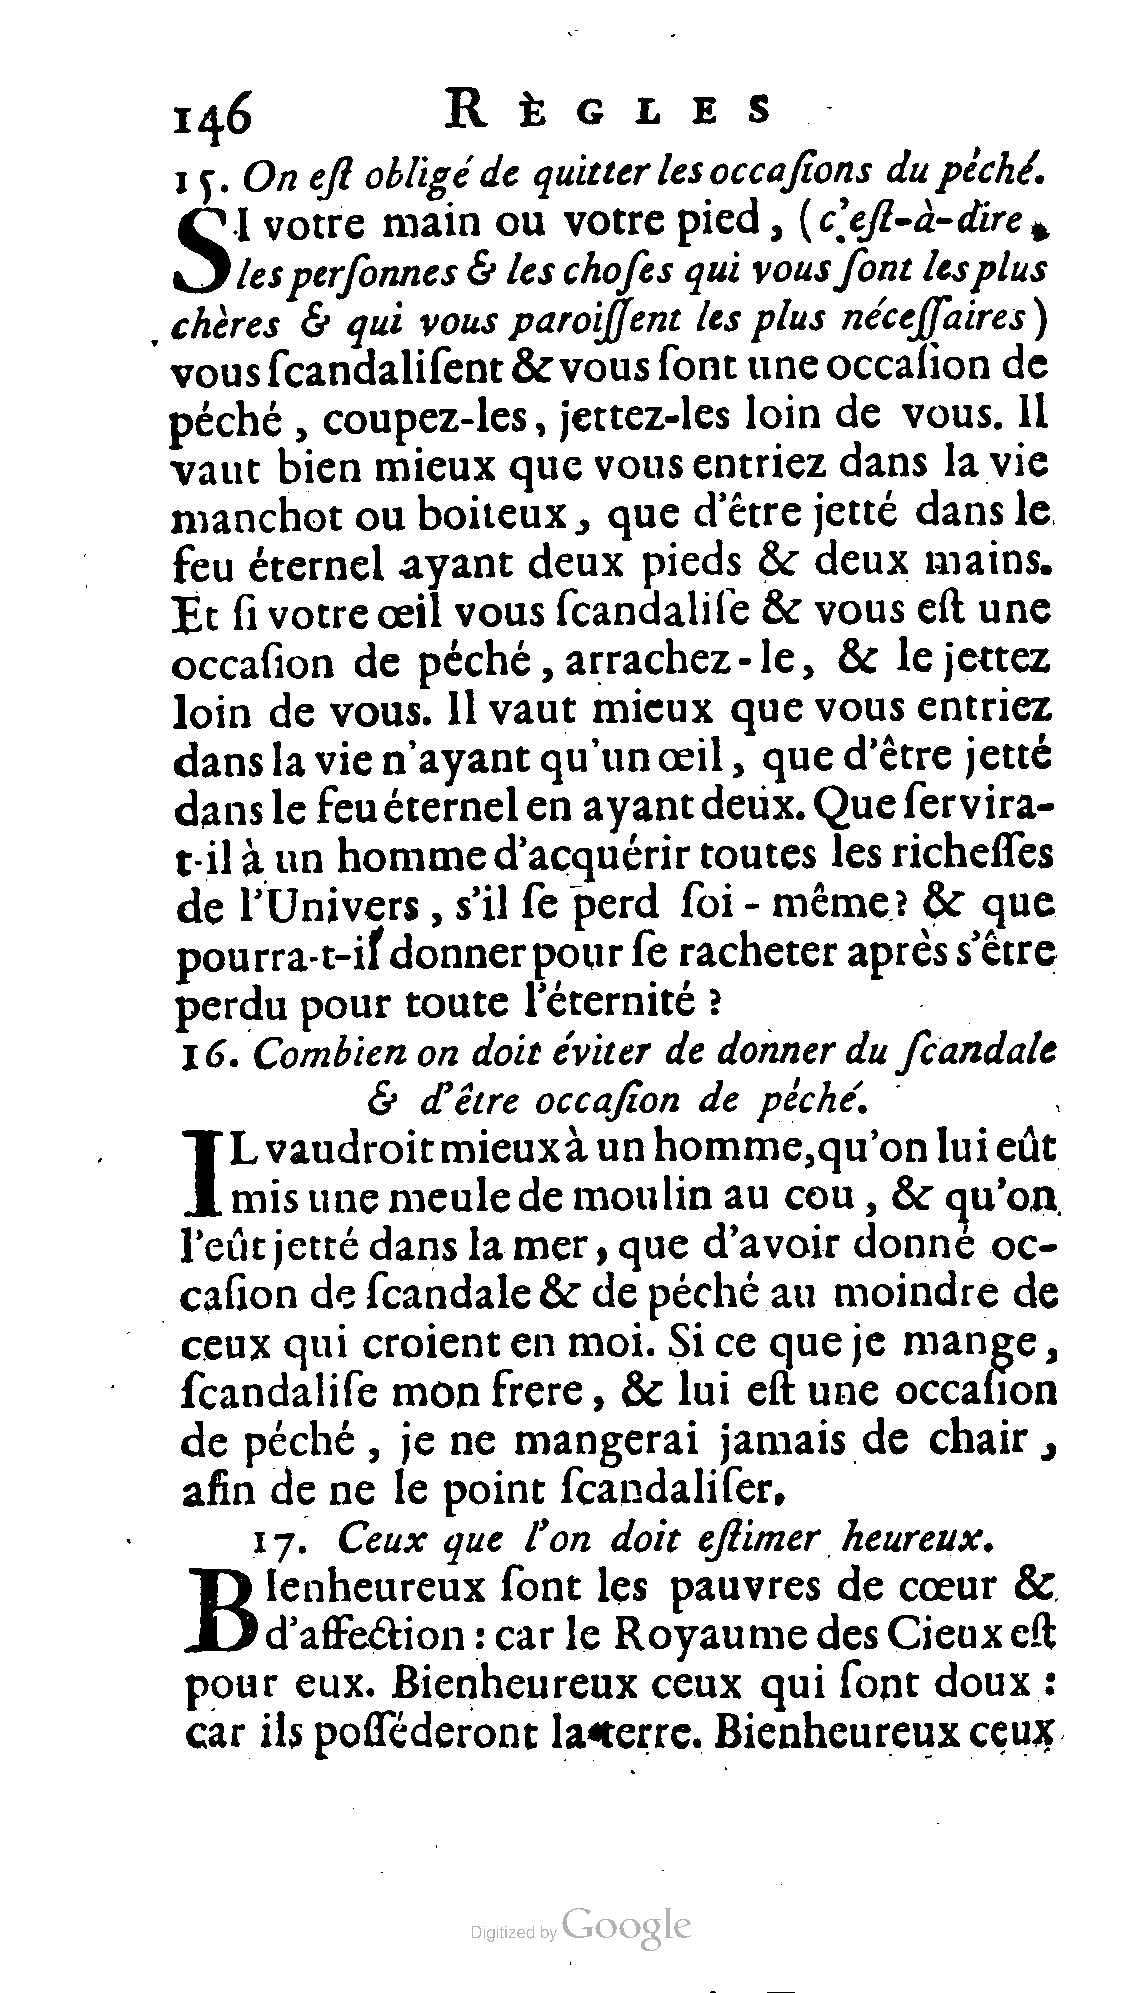 146 RÈGLES
15. On eſt obligé de quitter les occaſions du péché.
SI votre main ou votre pied, (c'eſt-à-dire
les perſonnes & les choſes qui vous ſont les plus
chères & qui vous paroiſſent les plus néceſſaires)
vous ſcandaliſent & vous ſont une occaſion de
péché, coupez-les, jettez-les loin de vous. Il
vaut bien mieux que vous entriez dans la vie
manchot ou boiteux, que d'être jetté dans le
feu éternel ayant deux pieds & deux mains.
Et ſi votre œil vous ſcandaliſe & vous eſt une
occaſion de péché, arrachez-le, & le jettez
loin de vous. Il vaut mieux que vous entriez
dans la vie n'ayant qu'un œil, que d'être jetté
dans le feu éternel en ayant deux. Que ſervira-
t-il à un homme d'acquérir toutes les richeſſes
de l'Univers, s'il ſe perd ſoi-même? & que
pourra-t-il donner pour ſe racheter après s'être
perdu pour toute l'éternité?
16. Combien on doit éviter de donner du ſcandale
& d'être occaſion de péché.
IL vaudroit mieux à un homme, qu'on lui eût
mis une meule de moulin au cou, & qu'on
l'eût jetté dans la mer, que d'avoir donné oc-
caſion de ſcandale & de péché au moindre de
ceux qui croient en moi. Si ce que je mange,
ſcandaliſe mon frere, & lui eſt une occaſion
de péché, je ne mangerai jamais de chair,
afin de ne le point ſcandaliſer.
17. Ceux que l'on doit eſtimer heureux.
BIenheureux ſont les pauvres de cœur &
d'affection: car le Royaume des Cieux eſt
pour eux. Bienheureux ceux qui ſont doux:
car ils poſſéderont la terre. Bienheureux ceux
Digitized by Google